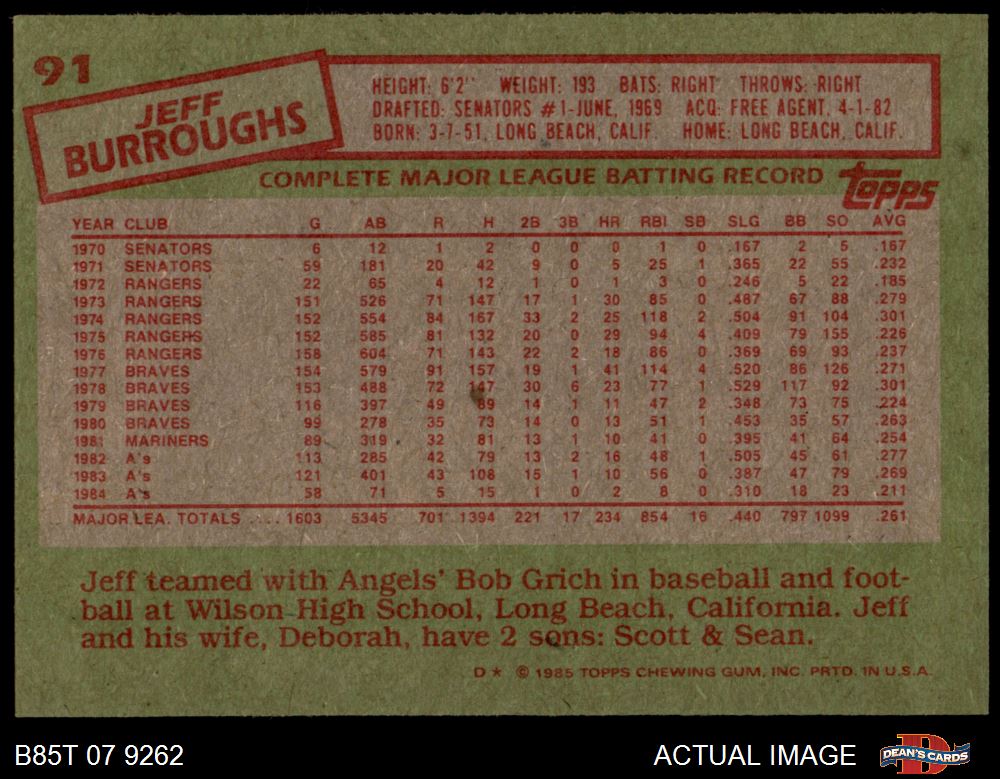 91
JEFF
BURROUGHS
HEIGHT: 6'2" WEIGHT: 193 BATS: RIGHT THROWS: RIGHT
DRAFTED: SENATORS #1-JUNE, 1969 ACQ: FREE AGENT, 4-1-82
BORN: 3-7-51, LONG BEACH, CALIF. HOME: LONG BEACH, CALIF.
COMPLETE MAJOR LEAGUE BATTING RECORD
topps
YEAR CLUB G AB R H 2B 3B HR RBI SB SLG BB SO AVG
1970 SENATORS 6 12 1 2 0 0 0 1 0 .167 2 5 .167
1971 SENATORS 59 181 20 42 9 0 5 25 1 .365 22 55 .232
1972 RANGERS 22 65 4 12 1 0 1 3 0 .246 5 22 .185
1973 RANGERS 151 526 71 147 17 1 30 85 0 .487 67 88 .279
1974 RANGERS 152 554 84 167 33 2 25 118 2 .504 91 104 .301
1975 RANGERS 152 585 81 132 20 0 29 94 4 .409 79 155 .226
1976 RANGERS 158 604 71 143 22 2 18 86 0 .369 69 93 .237
1977 BRAVES 154 579 91 157 19 1 41 114 4 .520 86 126 .271
1978 BRAVES 153 488 72 147 30 6 23 77 1 .529 117 92 .301
1979 BRAVES 116 397 49 89 14 1 11 47 2 .348 73 75 .224
1980 BRAVES 99 278 35 73 14 0 13 51 1 .453 35 57 .263
1981 MARINERS 89 319 32 81 13 1 10 41 0 .395 41 64 .254
1982 A's 113 285 42 79 13 2 16 48 1 .505 45 61 .277
1983 A's 121 401 43 108 15 1 10 56 0 .387 47 79 .269
1984 A's 58 71 5 15 1 0 2 8 0 .310 18 23 .211
MAJOR LEA. TOTALS .... 1603 5345 701 1394 221 17 234 854 16 .440 797 1099 .261
Jeff teamed with Angels' Bob Grich in baseball and foot-
ball at Wilson High School, Long Beach, California. Jeff
and his wife, Deborah, have 2 sons: Scott & Sean.
D* © 1985 TOPPS CHEWING GUM, INC. PRTD. IN U.S.A.
B85T 07 9262 ACTUAL IMAGE DEAN'S CARDS